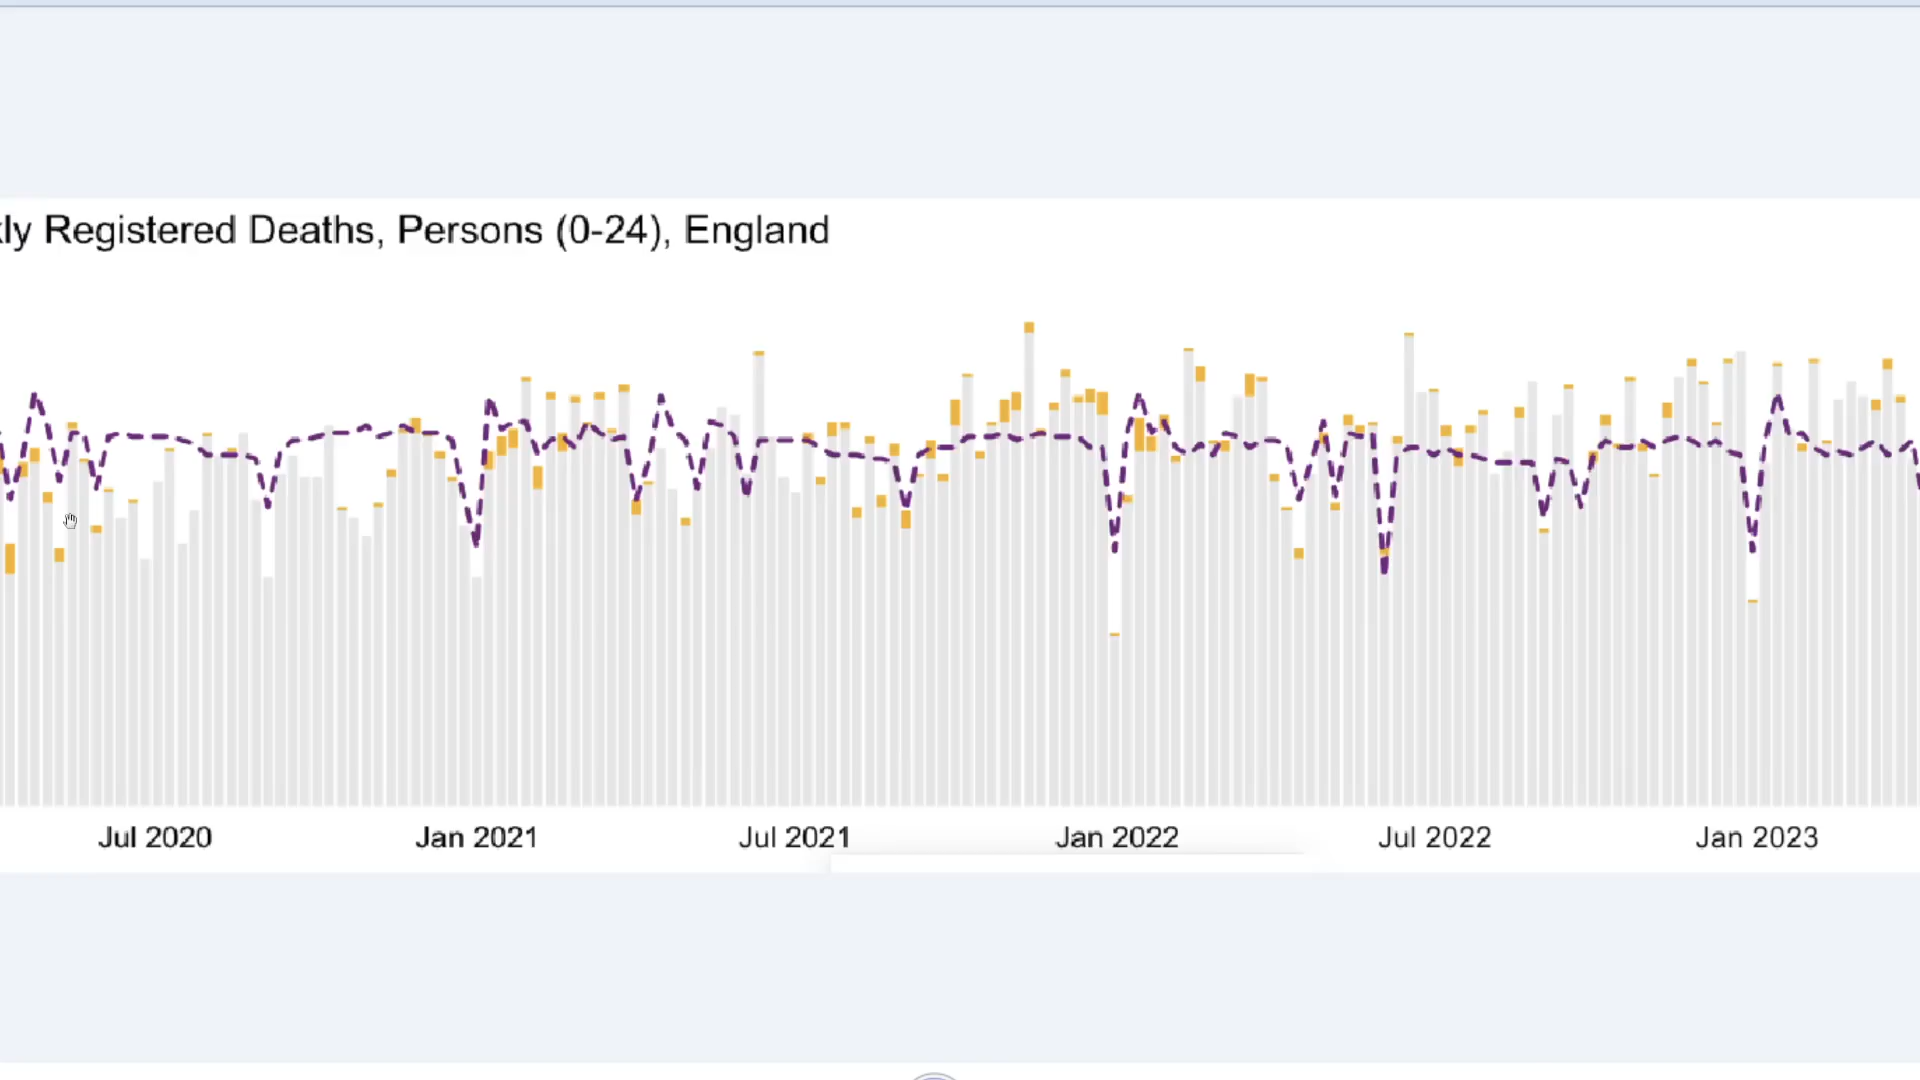 ly Registered Deaths, Persons (0-24), England
Jul 2020 Jan 2021 Jul 2021 Jan 2022 Jul 2022 Jan 2023